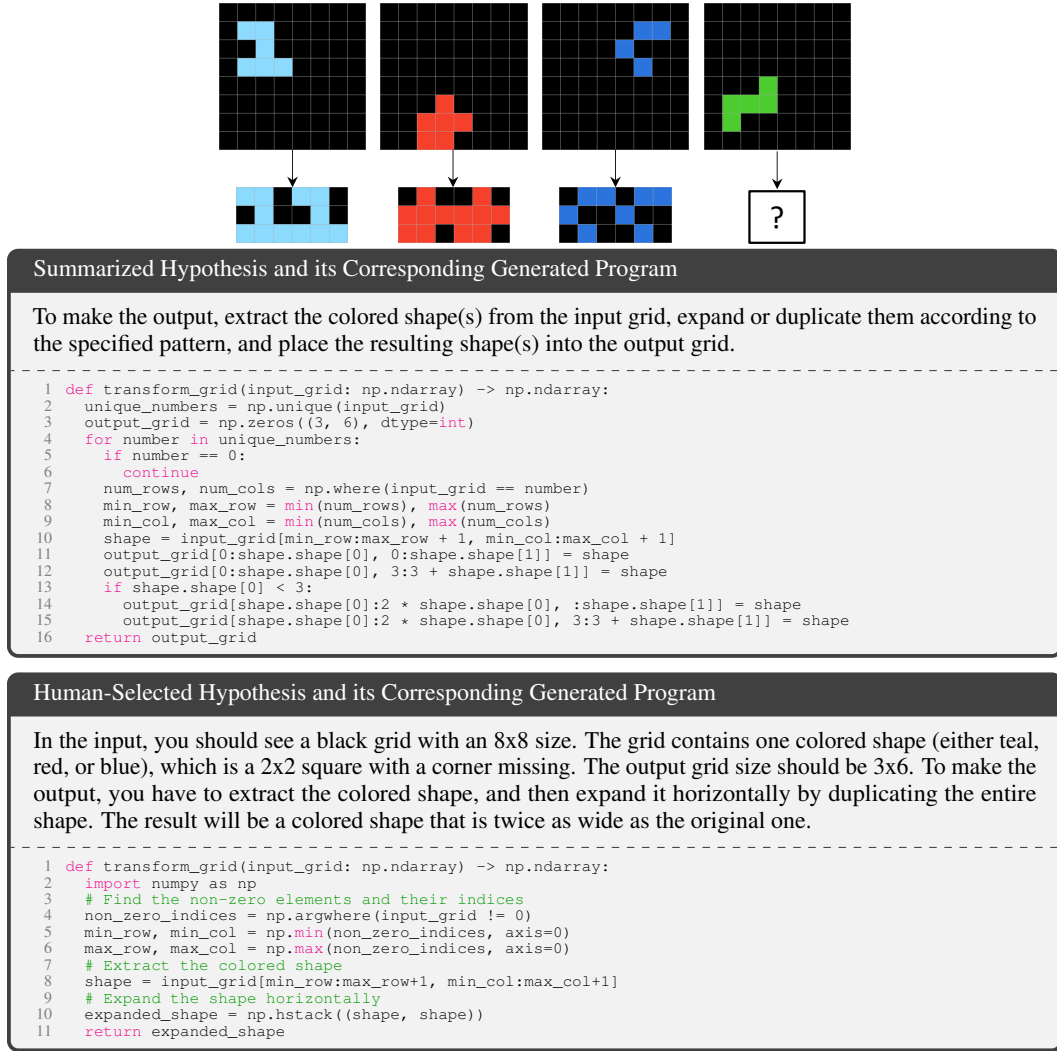 ?
Summarized Hypothesis and its Corresponding Generated Program
To make the output, extract the colored shape(s) from the input grid, expand or duplicate them according to
the specified pattern, and place the resulting shape(s) into the output grid.
1 def transform_grid(input_grid: np.ndarray) -> np.ndarray:
2   unique_numbers = np.unique(input_grid)
3   output_grid = np.zeros((3, 6), dtype=int)
4   for number in unique_numbers:
5     if number == 0:
6       continue
7     num_rows, num_cols = np.where(input_grid == number)
8     min_row, max_row = min(num_rows), max(num_rows)
9     min_col, max_col = min(num_cols), max(num_cols)
10     shape = input_grid[min_row:max_row + 1, min_col:max_col + 1]
11     output_grid[0:shape.shape[0], 0:shape.shape[1]] = shape
12     output_grid[0:shape.shape[0], 3:3 + shape.shape[1]] = shape
13     if shape.shape[0] < 3:
14       output_grid[shape.shape[0]:2 * shape.shape[0], :shape.shape[1]] = shape
15       output_grid[shape.shape[0]:2 * shape.shape[0], 3:3 + shape.shape[1]] = shape
16   return output_grid
Human-Selected Hypothesis and its Corresponding Generated Program
In the input, you should see a black grid with an 8x8 size. The grid contains one colored shape (either teal,
red, or blue), which is a 2x2 square with a corner missing. The output grid size should be 3x6. To make the
output, you have to extract the colored shape, and then expand it horizontally by duplicating the entire
shape. The result will be a colored shape that is twice as wide as the original one.
1 def transform_grid(input_grid: np.ndarray) -> np.ndarray:
2   import numpy as np
3   # Find the non-zero elements and their indices
4   non_zero_indices = np.argwhere(input_grid != 0)
5   min_row, min_col = np.min(non_zero_indices, axis=0)
6   max_row, max_col = np.max(non_zero_indices, axis=0)
7   # Extract the colored shape
8   shape = input_grid[min_row:max_row+1, min_col:max_col+1]
9   # Expand the shape horizontally
10   expanded_shape = np.hstack((shape, shape))
11   return expanded_shape